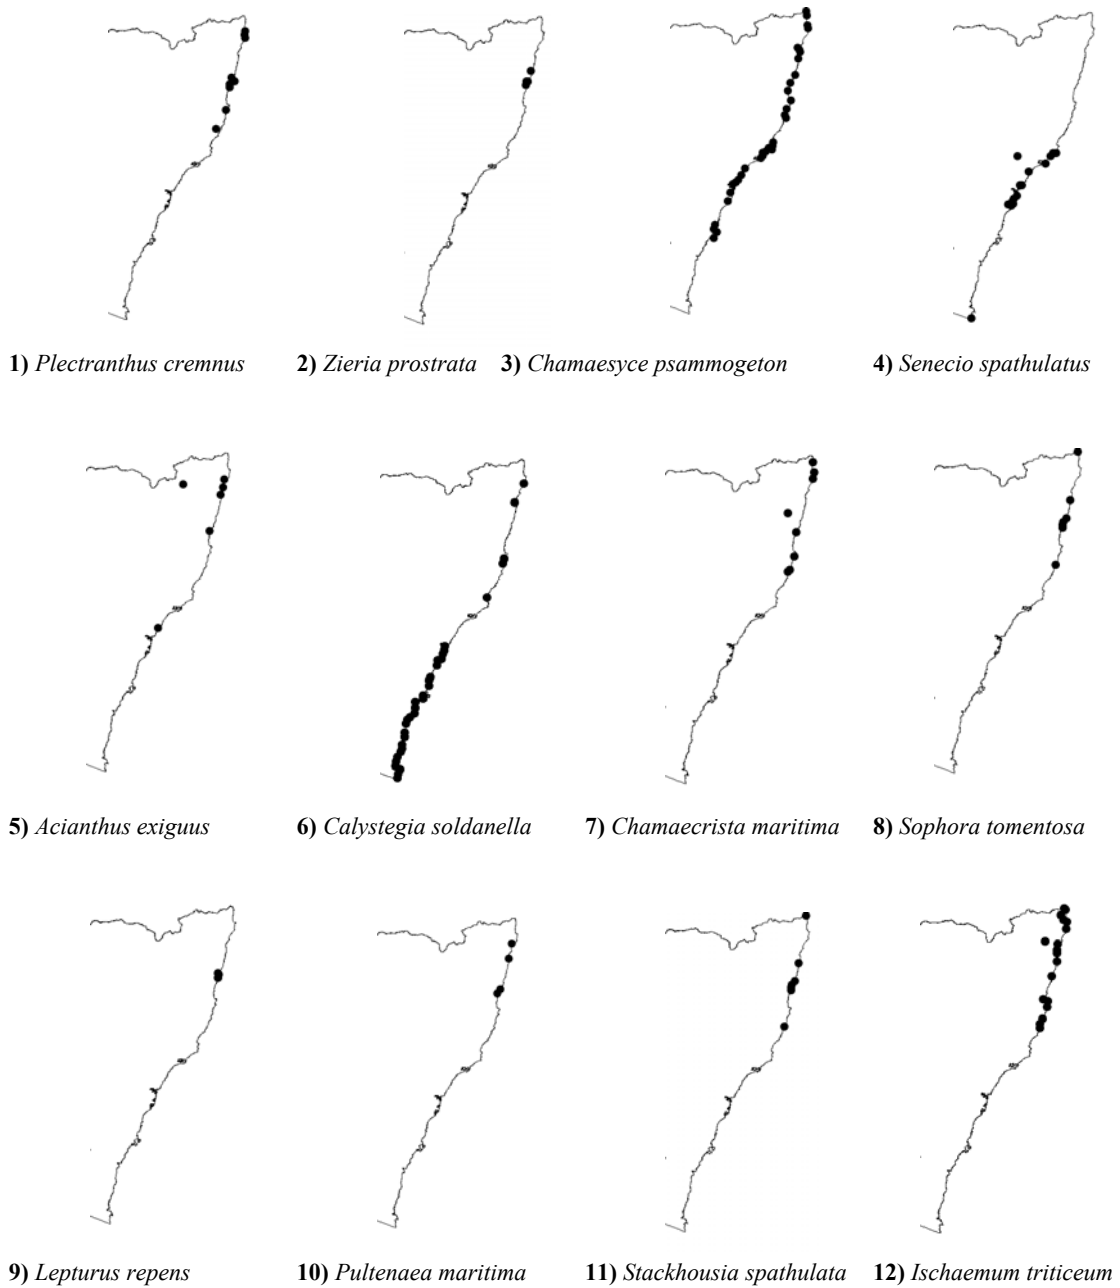 1) Plectranthus cremnus 2) Zieria prostrata 3) Chamaesyce psammogeton 4) Senecio spathulatus
5) Acianthus exiguus 6) Calystegia soldanella 7) Chamaecrista maritima 8) Sophora tomentosa
9) Lepturus repens 10) Pultenaea maritima 11) Stackhousia spathulata 12) Ischaemum triticeum